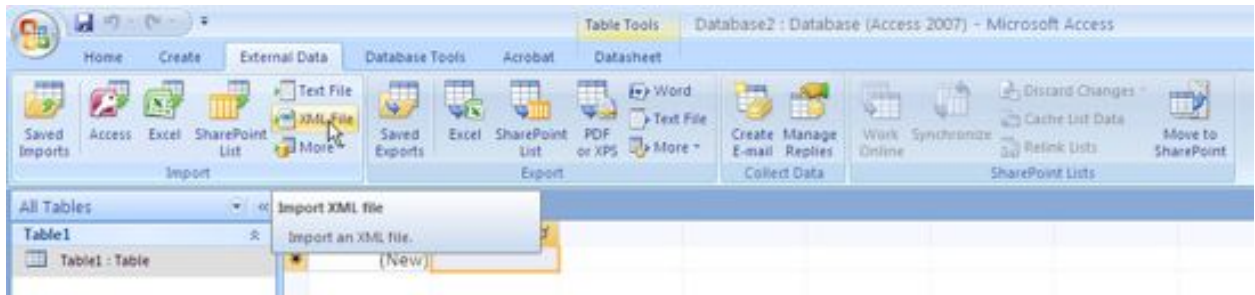 Table Tools Database2 : Database (Access 2007) - Microsoft Access
Home Create External Data Database Tools Acrobat Datasheet
Saved Imports
Access
Excel
SharePoint List
Text File
XML File
More
Import
Saved Exports
Excel
SharePoint List
PDF or XPS
Word
Text File
More
Export
Create E-mail
Manage Replies
Collect Data
Work Online
Synchronize
Discard Changes
Cache List Data
Relink Lists
Move to SharePoint
SharePoint Lists
All Tables
Table1
Table1 : Table
Import XML file
Import an XML file.
(New)